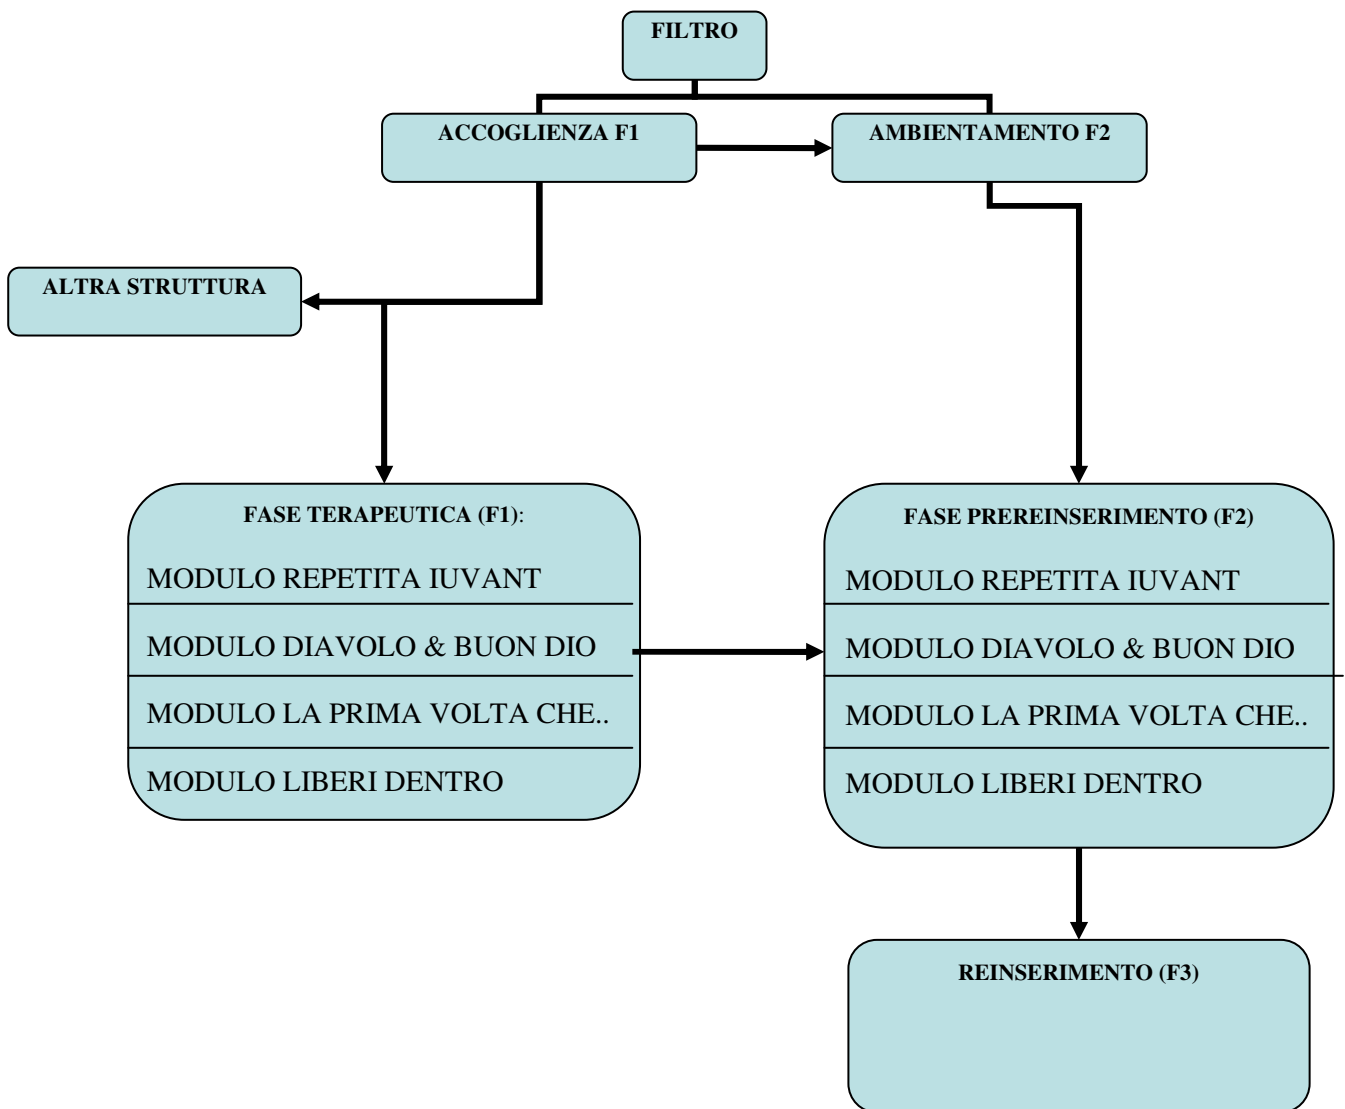 FILTRO
ACCOGLIENZA F1
AMBIENTAMENTO F2
ALTRA STRUTTURA
FASE TERAPEUTICA (F1):
MODULO REPETITA IUVANT
MODULO DIAVOLO & BUON DIO
MODULO LA PRIMA VOLTA CHE..
MODULO LIBERI DENTRO
FASE PREREINSERIMENTO (F2)
MODULO REPETITA IUVANT
MODULO DIAVOLO & BUON DIO
MODULO LA PRIMA VOLTA CHE..
MODULO LIBERI DENTRO
REINSERIMENTO (F3)